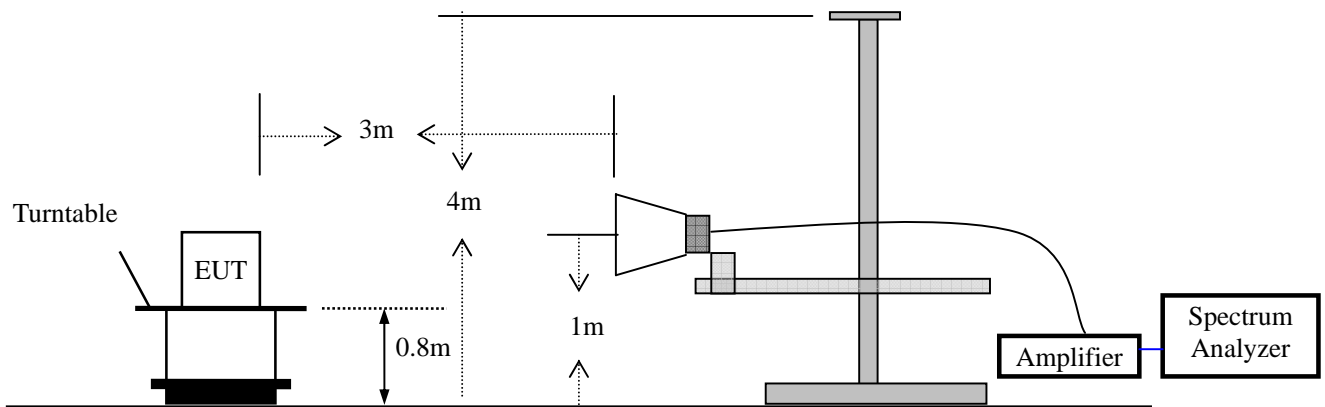 3m
4m
Turntable
EUT
1m
0.8m
Amplifier
Spectrum
Analyzer